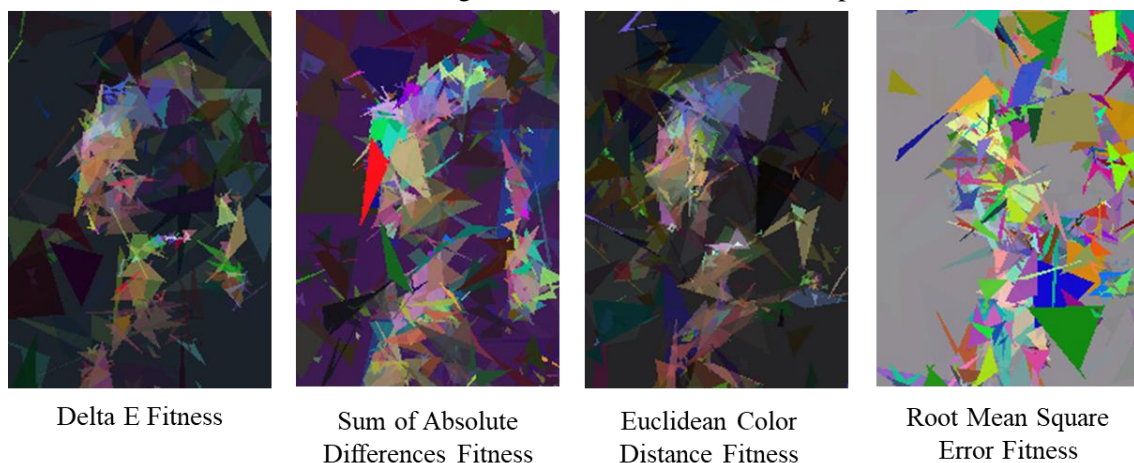 Delta E Fitness
Sum of Absolute
Differences Fitness
Euclidean Color
Distance Fitness
Root Mean Square
Error Fitness